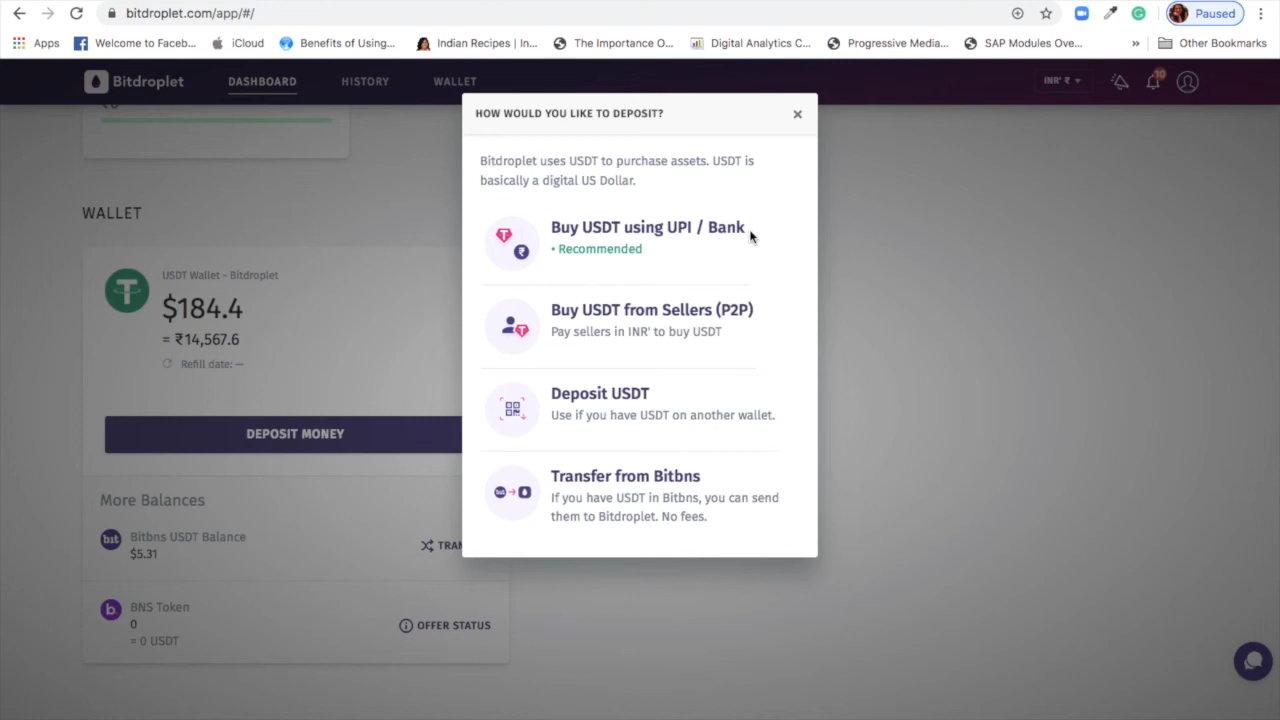 bitdroplet.com/app/#/
Paused
Apps
Welcome to Faceb...
iCloud
Benefits of Using...
Indian Recipes | In...
The Importance O...
Digital Analytics C...
Progressive Media...
SAP Modules Ove...
»
Other Bookmarks
Bitdroplet
DASHBOARD
HISTORY
WALLET
INR' ₹
10
HOW WOULD YOU LIKE TO DEPOSIT?
×
Bitdroplet uses USDT to purchase assets. USDT is
basically a digital US Dollar.
Buy USDT using UPI / Bank
• Recommended
Buy USDT from Sellers (P2P)
Pay sellers in INR' to buy USDT
Deposit USDT
Use if you have USDT on another wallet.
Transfer from Bitbns
If you have USDT in Bitbns, you can send
them to Bitdroplet. No fees.
WALLET
USDT Wallet - Bitdroplet
$184.4
= ₹14,567.6
Refill date: —
DEPOSIT MONEY
More Balances
bit
Bitbns USDT Balance
$5.31
b.
BNS Token
0
= 0 USDT
OFFER STATUS